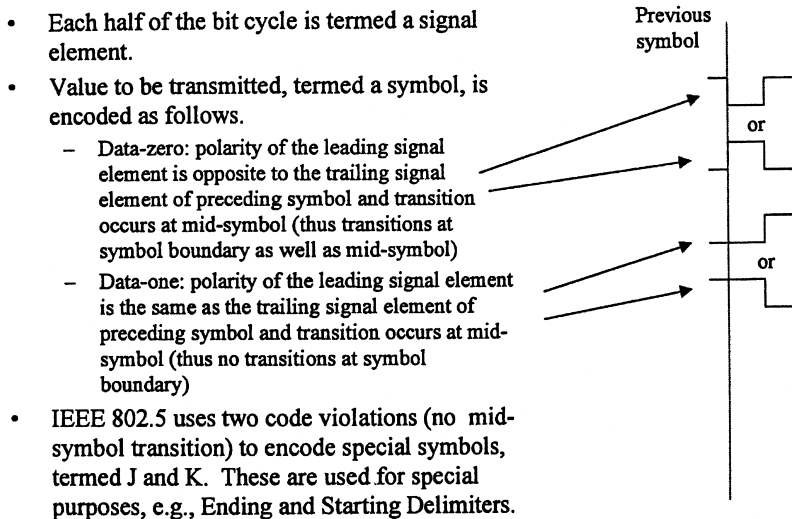 • Each half of the bit cycle is termed a signal
element.
• Value to be transmitted, termed a symbol, is
encoded as follows.
– Data-zero: polarity of the leading signal
element is opposite to the trailing signal
element of preceding symbol and transition
occurs at mid-symbol (thus transitions at
symbol boundary as well as mid-symbol)
– Data-one: polarity of the leading signal element
is the same as the trailing signal element of
preceding symbol and transition occurs at mid-
symbol (thus no transitions at symbol
boundary)
• IEEE 802.5 uses two code violations (no mid-
symbol transition) to encode special symbols,
termed J and K. These are used for special
purposes, e.g., Ending and Starting Delimiters.
Previous
symbol
or
or